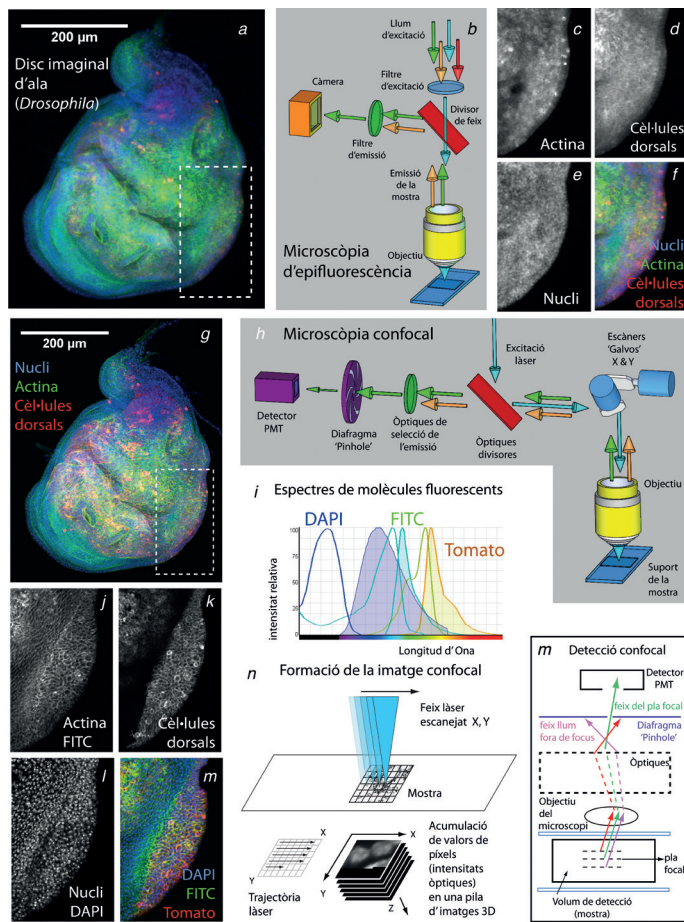 200 µm
a
Disc imaginal
d'ala
(Drosophila)
b
Llum
d'excitació
Càmera
Filtre
d'excitació
Divisor
de feix
Filtre
d'emissió
Emissió
de la
mostra
Objectiu
Microscòpia
d'epifluorescència
c
Actina
d
Cèl•lules
dorsals
e
Nucli
f
Nucli
Actina
Cèl•lules
dorsals
g
200 µm
Nucli
Actina
Cèl•lules
dorsals
h
Microscòpia confocal
Excitació
làser
Escàners
'Galvos'
X & Y
Detector
PMT
Diafragma
'Pinhole'
Òptiques de
selecció de
l'emissió
Òptiques
divisores
Objectiu
Suport
de la
mostra
i
Espectres de molècules fluorescents
DAPI
FITC
Tomato
intensitat relativa
100
75
50
25
0
Longitud d'Ona
j
Actina
FITC
k
Cèl•lules
dorsals
l
Nucli
DAPI
m
DAPI
FITC
Tomato
n
Formació de la imatge confocal
Feix làser
escanejat X, Y
Mostra
X
Y
Trajectòria
làser
X
Y
Z
Acumulació
de valors de
píxels
(intensitats
òptiques)
en una pila
d'imatges 3D
m
Detecció confocal
Detector
PMT
feix del pla focal
feix llum
fora de focus
Diafragma
'Pinhole'
Òptiques
Objectiu
del
microscopi
pla
focal
Volum de detecció
(mostra)